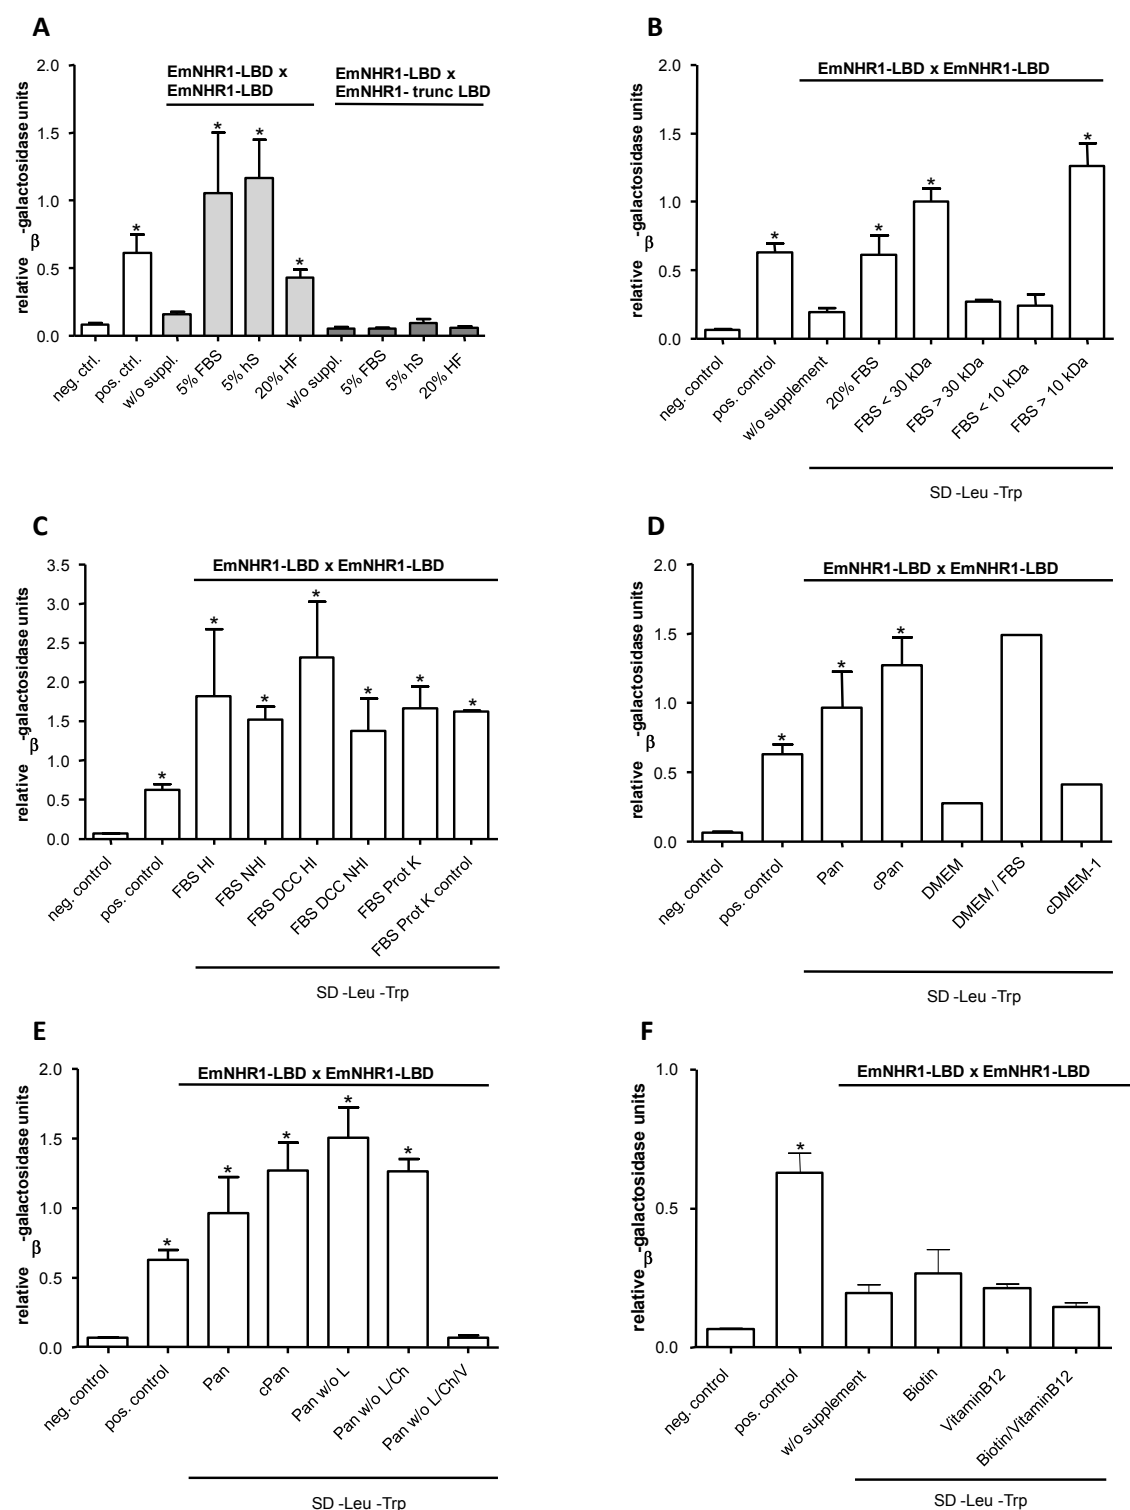 A
relative β-galactosidase units
2.0
1.5
1.0
0.5
0.0
EmNHR1-LBD x
EmNHR1-LBD
EmNHR1-LBD x
EmNHR1- trunc LBD
*
*
*
*
neg. ctrl.
pos. ctrl.
w/o suppl.
5% FBS
5% hS
20% HF
w/o suppl.
5% FBS
5% hS
20% HF
B
relative β-galactosidase units
2.0
1.5
1.0
0.5
0.0
EmNHR1-LBD x EmNHR1-LBD
*
*
*
*
neg. control
pos. control
w/o supplement
20% FBS
FBS < 30 kDa
FBS > 30 kDa
FBS < 10 kDa
FBS > 10 kDa
SD -Leu -Trp
C
relative β-galactosidase units
3.5
3.0
2.5
2.0
1.5
1.0
0.5
0.0
EmNHR1-LBD x EmNHR1-LBD
*
*
*
*
*
*
*
neg. control
pos. control
FBS HI
FBS NHI
FBS DCC HI
FBS DCC NHI
FBS Prot K
FBS Prot K control
SD -Leu -Trp
D
relative β-galactosidase units
2.0
1.5
1.0
0.5
0.0
EmNHR1-LBD x EmNHR1-LBD
*
*
*
neg. control
pos. control
Pan
cPan
DMEM
DMEM / FBS
cDMEM-1
SD -Leu -Trp
E
relative β-galactosidase units
2.0
1.5
1.0
0.5
0.0
EmNHR1-LBD x EmNHR1-LBD
*
*
*
*
*
neg. control
pos. control
Pan
cPan
Pan w/o L
Pan w/o L/Ch
Pan w/o L/Ch/V
SD -Leu -Trp
F
relative β-galactosidase units
1.0
0.5
0.0
EmNHR1-LBD x EmNHR1-LBD
*
neg. control
pos. control
w/o supplement
Biotin
VitaminB12
Biotin/VitaminB12
SD -Leu -Trp